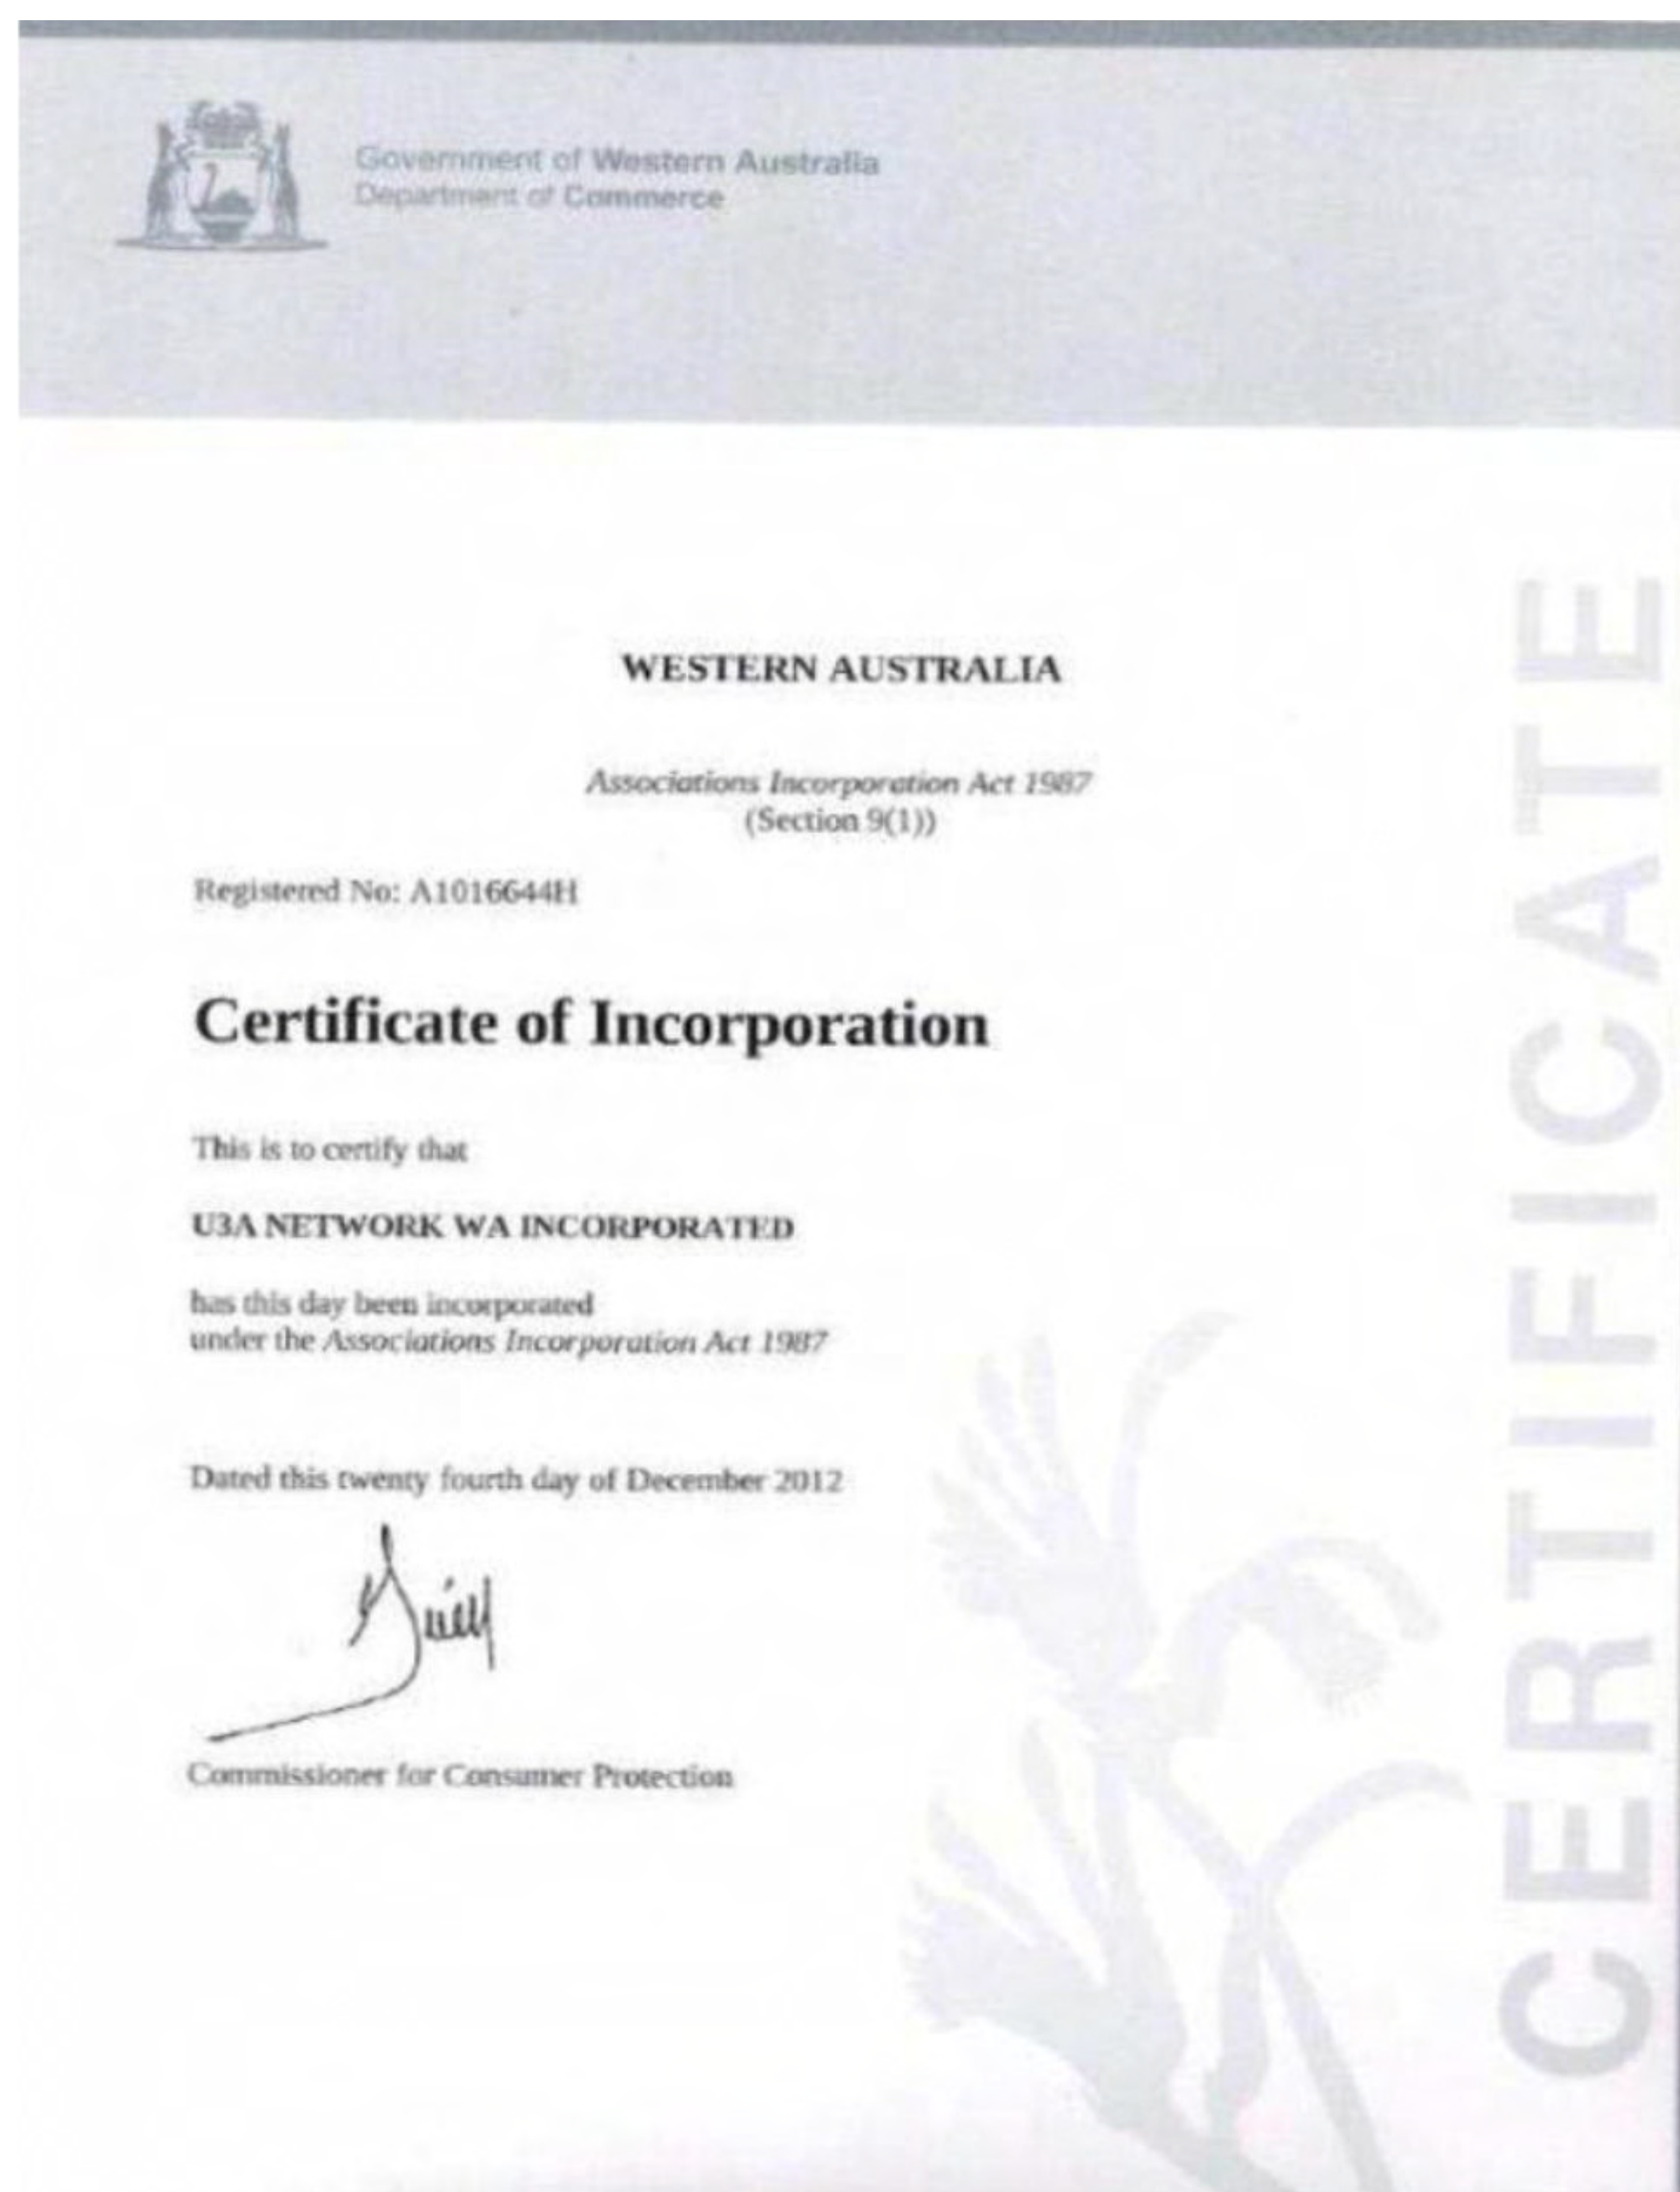 Government of Western Australia
Department of Commerce
WESTERN AUSTRALIA
Associations Incorporation Act 1987
(Section 9(1))
Registered No: A1016644H
Certificate of Incorporation
This is to certify that
U3A NETWORK WA INCORPORATED
has this day been incorporated
under the Associations Incorporation Act 1987
Dated this twenty fourth day of December 2012
Commissioner for Consumer Protection
CERTIFICATE